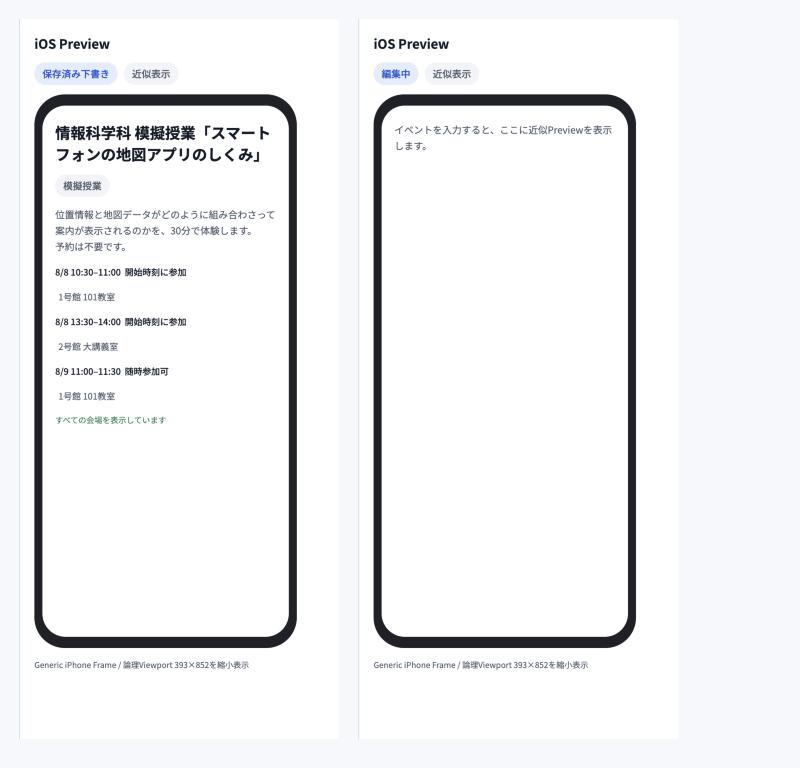 iOS Preview
保存済み下書き 近似表示
情報科学科 模擬授業「スマート
フォンの地図アプリのしくみ」
模擬授業
位置情報と地図データがどのように組み合わさって
案内が表示されるのかを、30分で体験します。
予約は不要です。
8/8 10:30–11:00 開始時刻に参加
1号館 101教室
8/8 13:30–14:00 開始時刻に参加
2号館 大講義室
8/9 11:00–11:30 随時参加可
1号館 101教室
すべての会場を表示しています
Generic iPhone Frame / 論理Viewport 393×852を縮小表示
iOS Preview
編集中 近似表示
イベントを入力すると、ここに近似Previewを表示
します。
Generic iPhone Frame / 論理Viewport 393×852を縮小表示